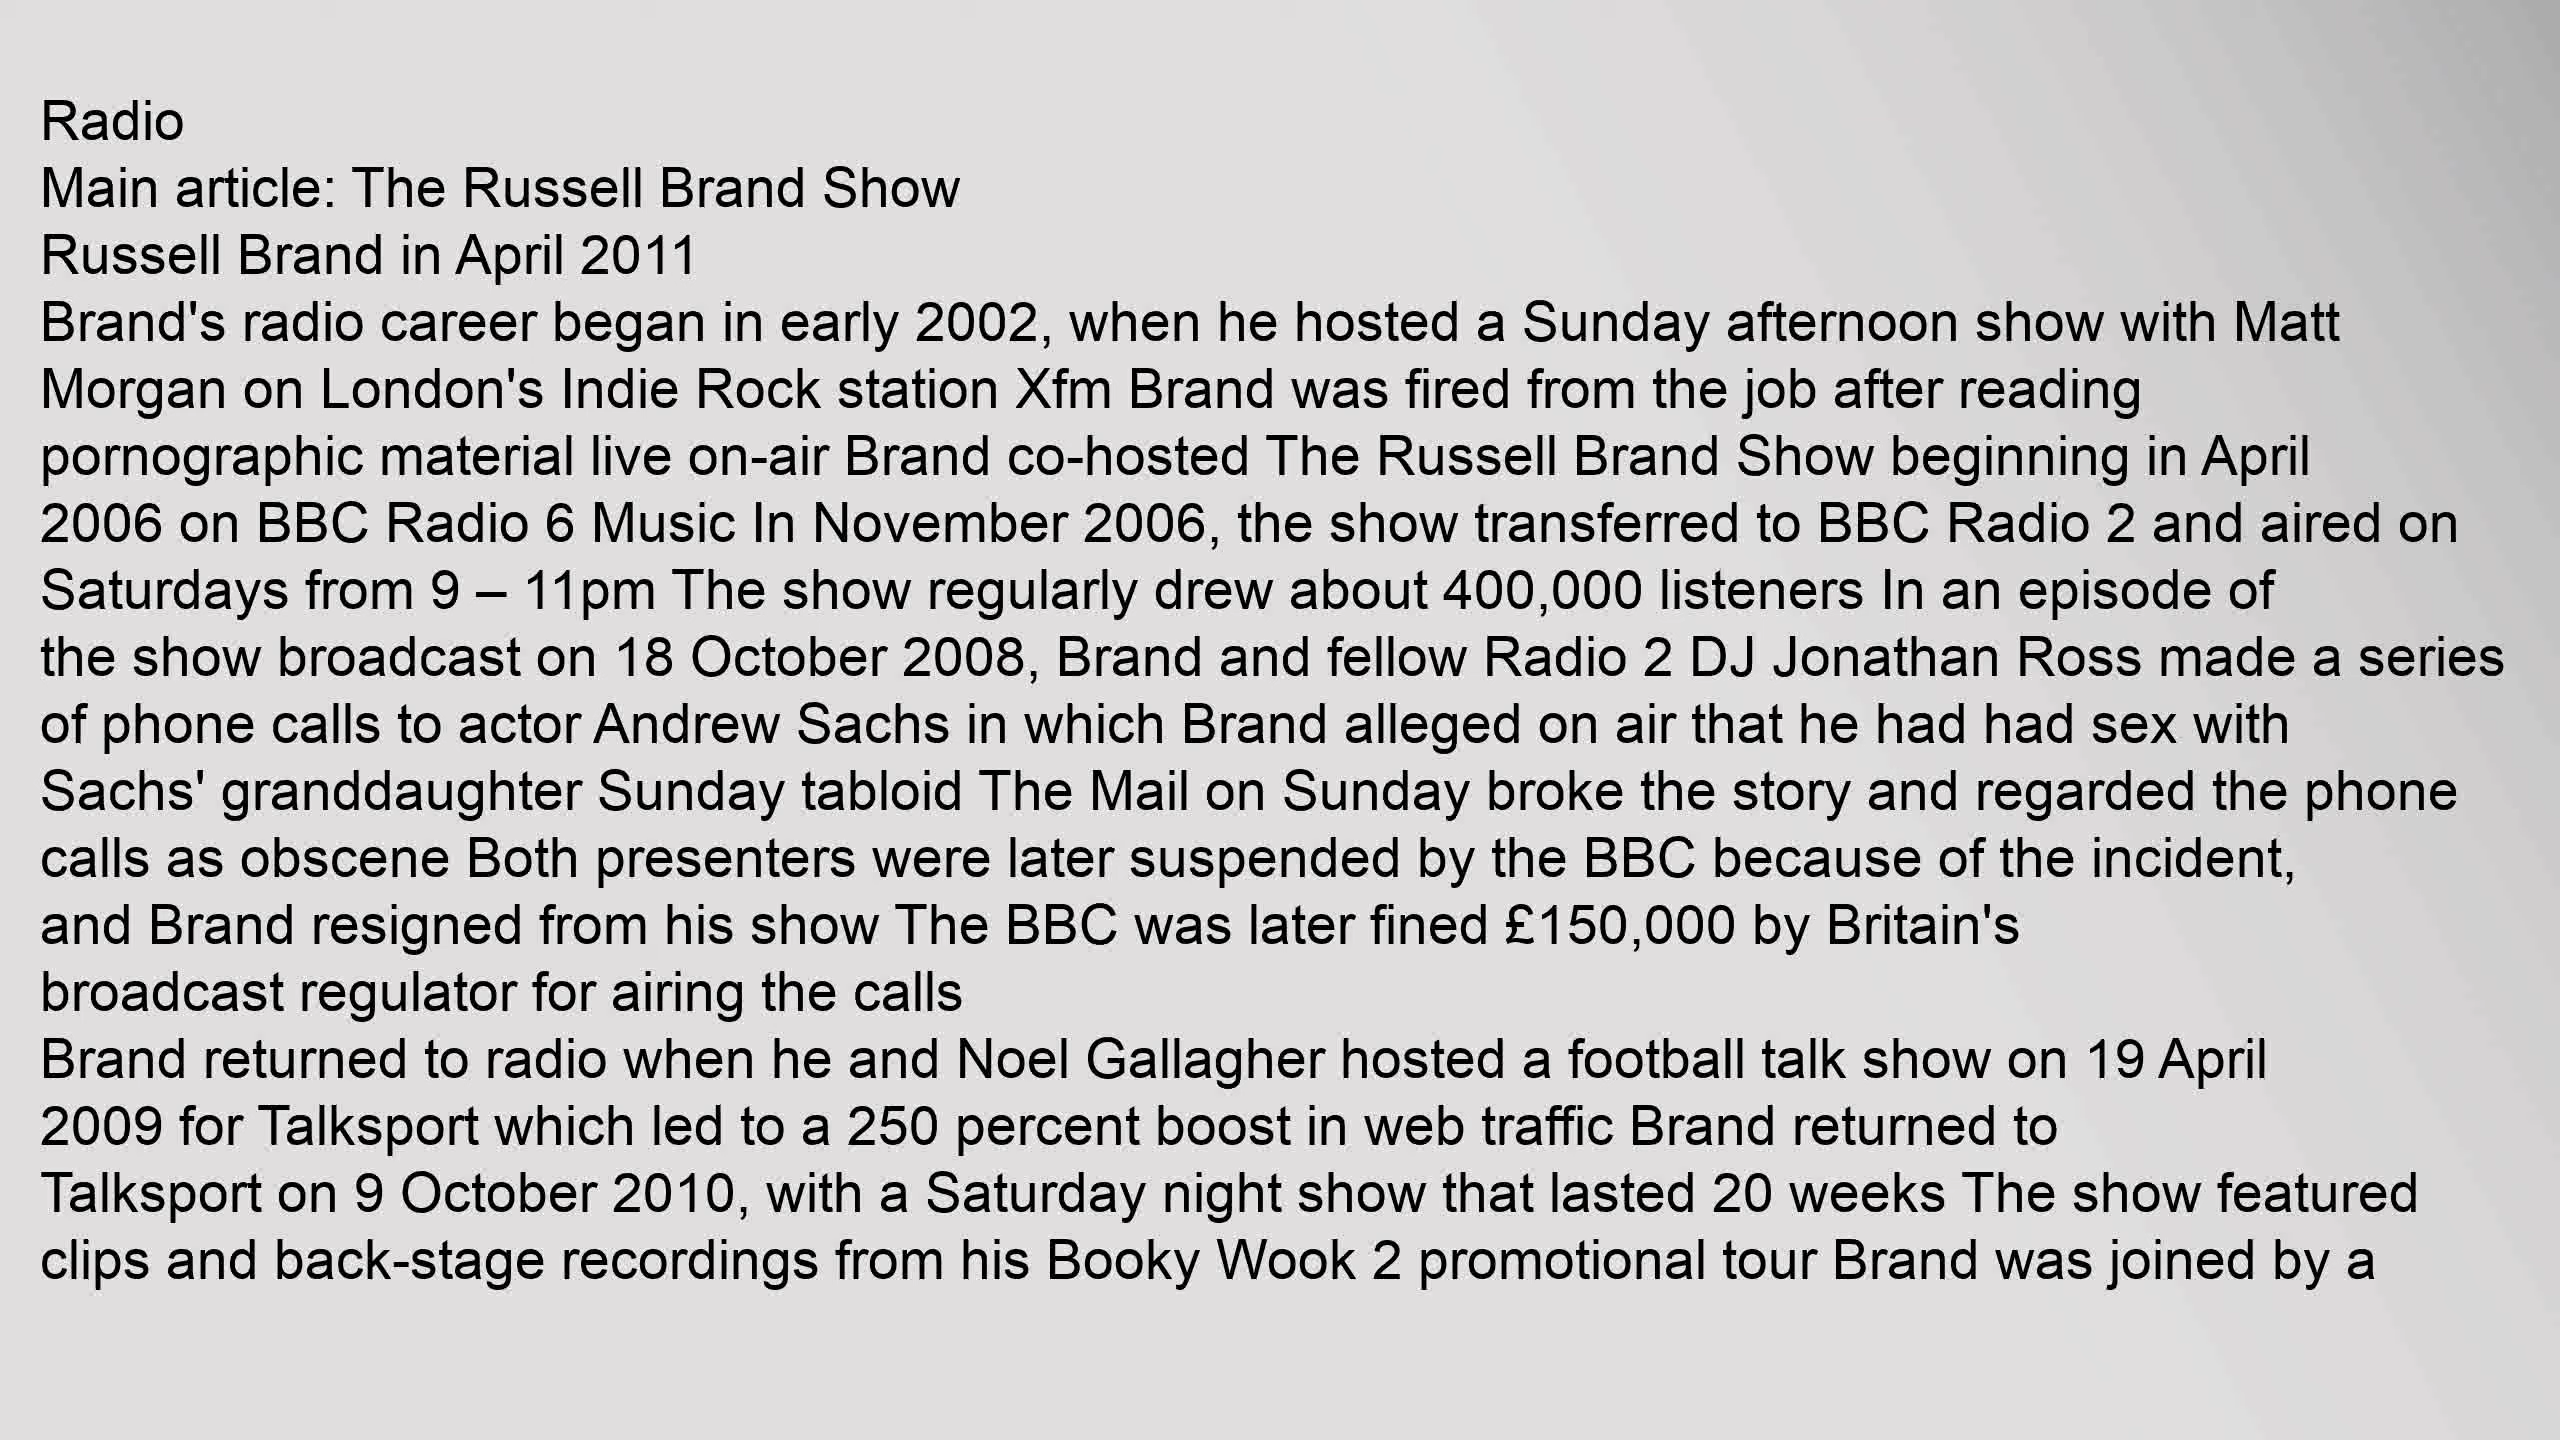 Radio
Main article: The Russell Brand Show
Russell Brand in April 2011
Brand's radio career began in early 2002, when he hosted a Sunday afternoon show with Matt
Morgan on London's Indie Rock station Xfm Brand was fired from the job after reading
pornographic material live on-air Brand co-hosted The Russell Brand Show beginning in April
2006 on BBC Radio 6 Music In November 2006, the show transferred to BBC Radio 2 and aired on
Saturdays from 9 – 11pm The show regularly drew about 400,000 listeners In an episode of
the show broadcast on 18 October 2008, Brand and fellow Radio 2 DJ Jonathan Ross made a series
of phone calls to actor Andrew Sachs in which Brand alleged on air that he had had sex with
Sachs' granddaughter Sunday tabloid The Mail on Sunday broke the story and regarded the phone
calls as obscene Both presenters were later suspended by the BBC because of the incident,
and Brand resigned from his show The BBC was later fined £150,000 by Britain's
broadcast regulator for airing the calls
Brand returned to radio when he and Noel Gallagher hosted a football talk show on 19 April
2009 for Talksport which led to a 250 percent boost in web traffic Brand returned to
Talksport on 9 October 2010, with a Saturday night show that lasted 20 weeks The show featured
clips and back-stage recordings from his Booky Wook 2 promotional tour Brand was joined by a